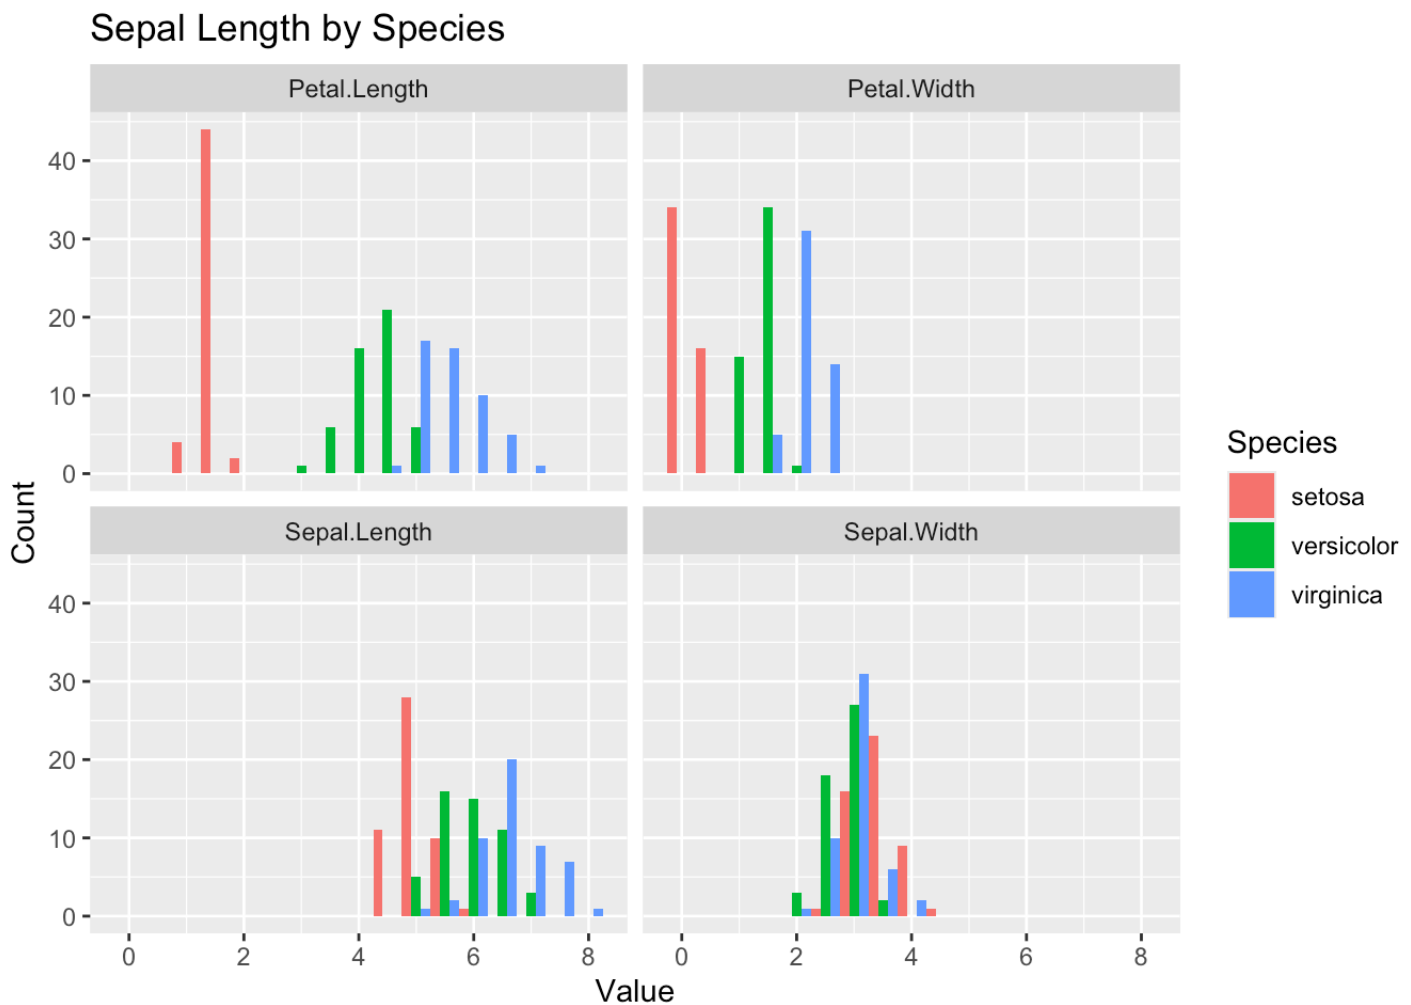 Sepal Length by Species
Petal.Length
Petal.Width
40
30
20
10
0
Sepal.Length
Sepal.Width
40
30
20
10
0
0 2 4 6 8
0 2 4 6 8
Value
Count
Species
setosa
versicolor
virginica